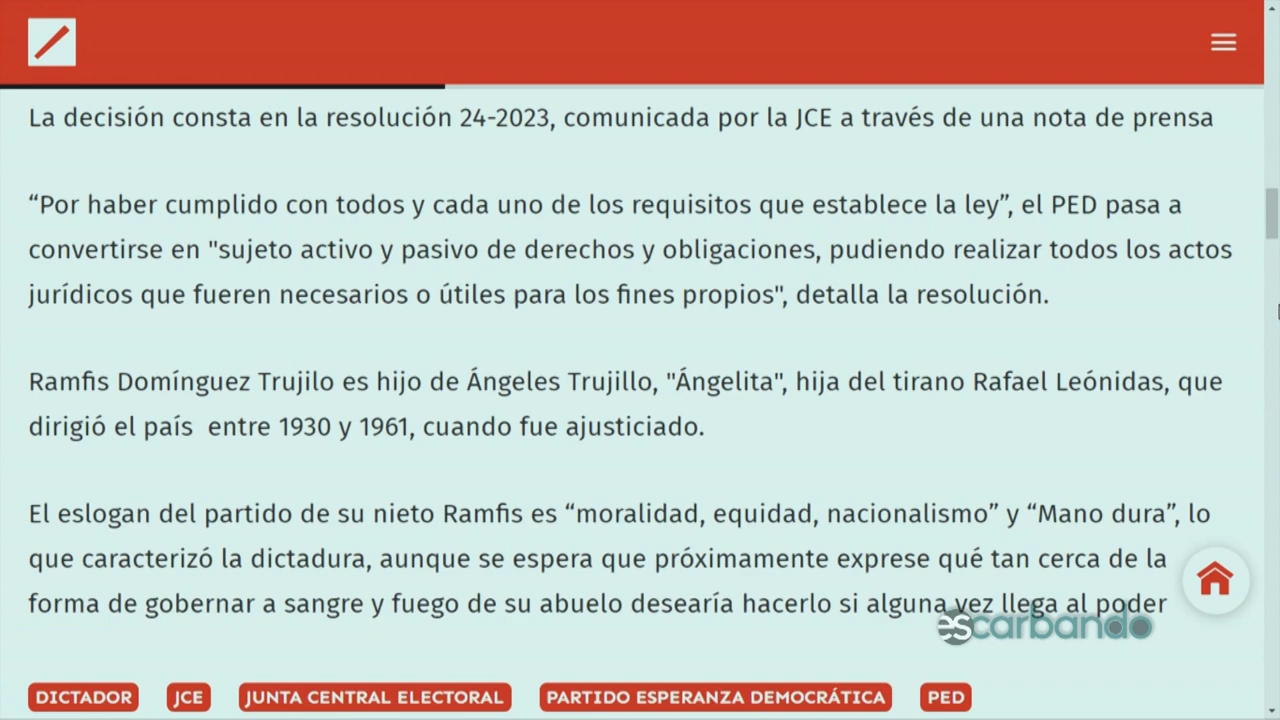 La decisión consta en la resolución 24-2023, comunicada por la JCE a través de una nota de prensa
“Por haber cumplido con todos y cada uno de los requisitos que establece la ley”, el PED pasa a
convertirse en "sujeto activo y pasivo de derechos y obligaciones, pudiendo realizar todos los actos
jurídicos que fueren necesarios o útiles para los fines propios", detalla la resolución.
Ramfis Domínguez Trujilo es hijo de Ángeles Trujillo, "Ángelita", hija del tirano Rafael Leónidas, que
dirigió el país  entre 1930 y 1961, cuando fue ajusticiado.
El eslogan del partido de su nieto Ramfis es “moralidad, equidad, nacionalismo” y “Mano dura”, lo
que caracterizó la dictadura, aunque se espera que próximamente exprese qué tan cerca de la
forma de gobernar a sangre y fuego de su abuelo desearía hacerlo si alguna vez llega al poder
escarbando
DICTADOR JCE JUNTA CENTRAL ELECTORAL PARTIDO ESPERANZA DEMOCRÁTICA PED